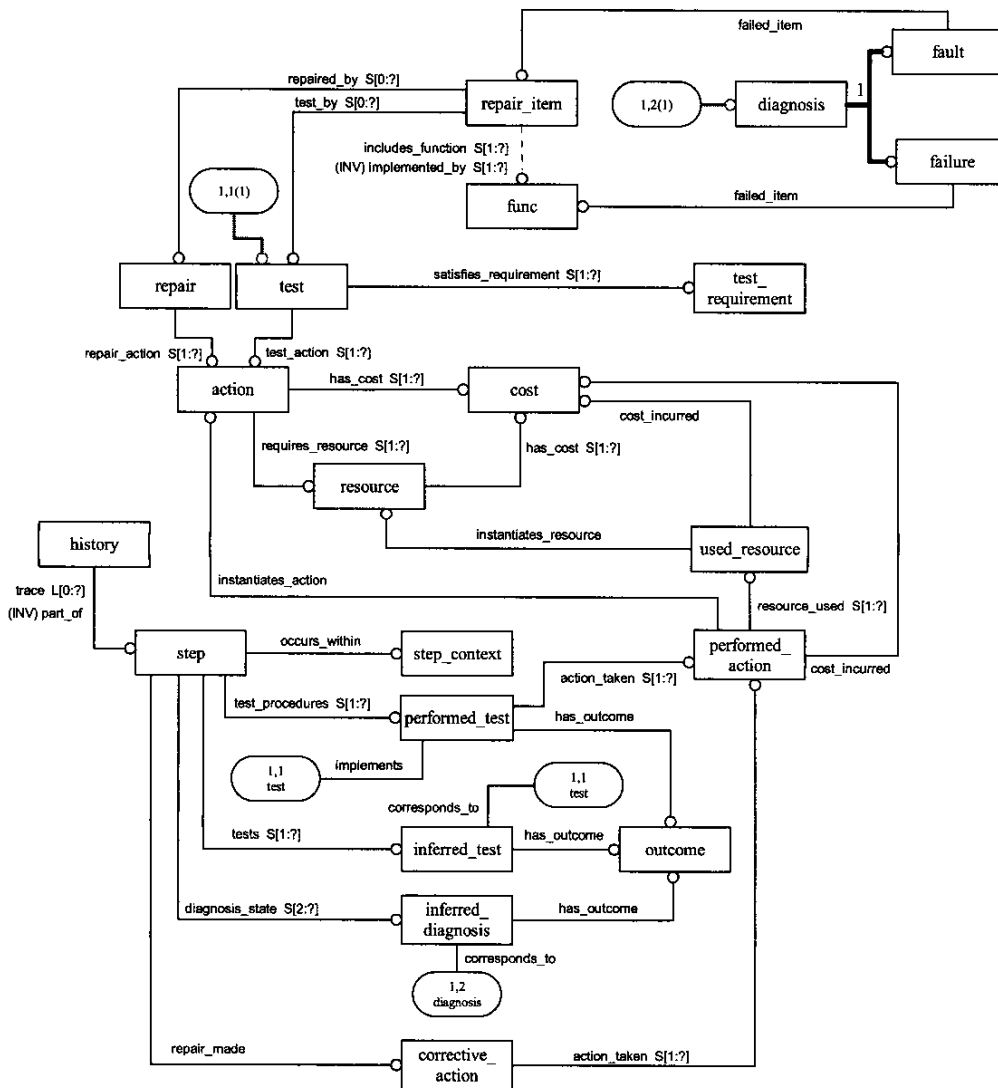 failed_item
fault
repaired_by S[0:?]
test_by S[0:?]
repair_item
1,2(1)
diagnosis
1
includes_function S[1:?]
(INV) implemented_by S[1:?]
failure
1,1(1)
func
failed_item
repair
test
satisfies_requirement S[1:?]
test_
requirement
repair_action S[1:?]
test_action S[1:?]
action
has_cost S[1:?]
cost
cost_incurred
requires_resource S[1:?]
has_cost S[1:?]
resource
history
instantiates_resource
used_resource
trace L[0:?]
(INV) part_of
instantiates_action
resource_used S[1:?]
step
occurs_within
step_context
performed_
action
cost_incurred
action_taken S[1:?]
test_procedures S[1:?]
performed_test
has_outcome
implements
1,1
test
1,1
test
corresponds_to
tests S[1:?]
inferred_test
has_outcome
outcome
diagnosis_state S[2:?]
inferred_
diagnosis
has_outcome
corresponds_to
1,2
diagnosis
repair_made
corrective_
action
action_taken S[1:?]